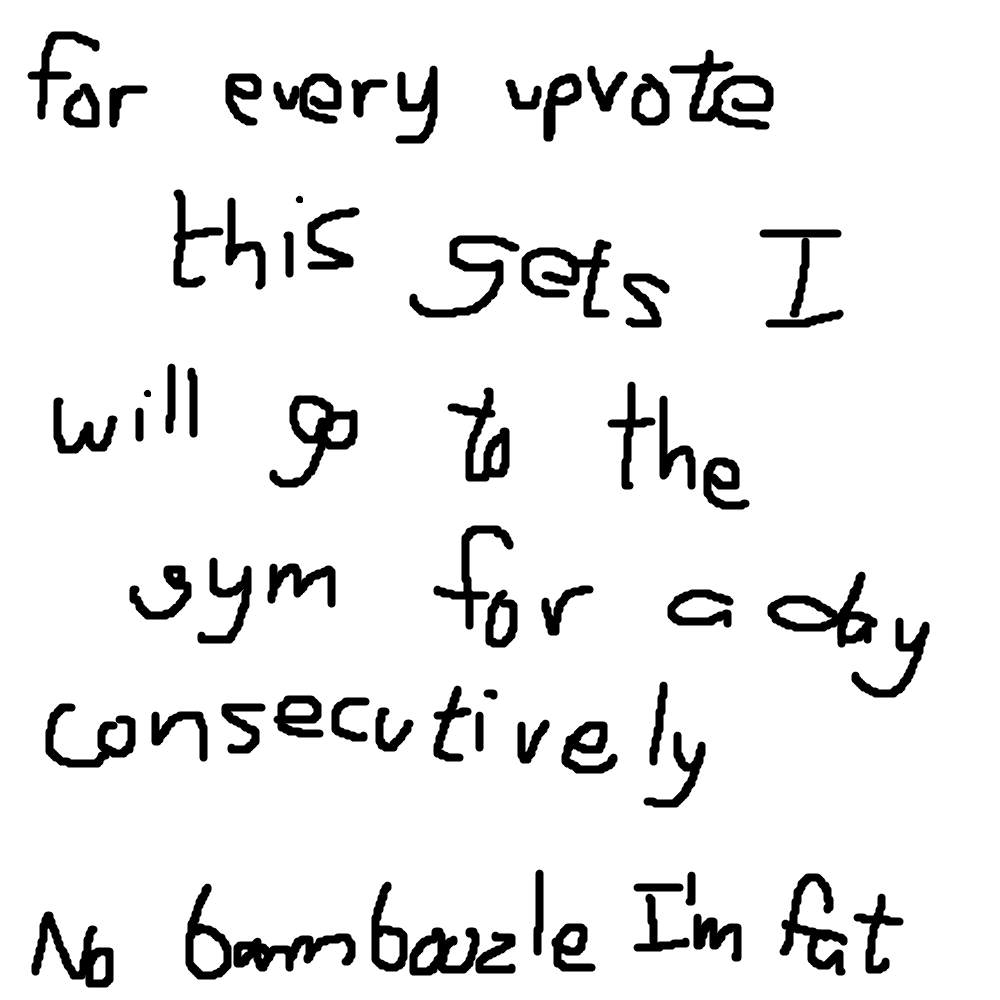 for every upvote
this gets I
will go to the
gym for a day
consecutively
No bamboozle I'm fat